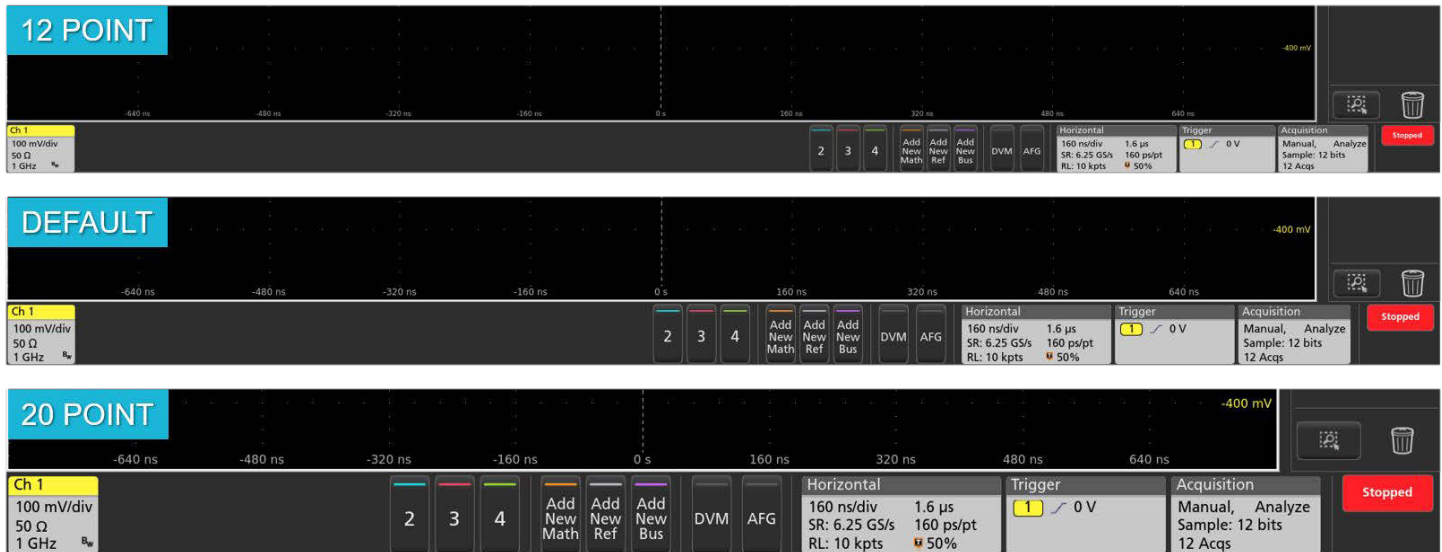 12 POINT
-400 mV
-640 ns -480 ns -320 ns -160 ns 0 s 160 ns 320 ns 480 ns 640 ns
Ch 1
100 mV/div
50 Ω
1 GHz Bw
2 3 4
Add New Math
Add New Ref
Add New Bus
DVM AFG
Horizontal
160 ns/div 1.6 µs
SR: 6.25 GS/s 160 ps/pt
RL: 10 kpts 50%
Trigger
1 0 V
Acquisition
Manual, Analyze
Sample: 12 bits
12 Acqs
Stopped
DEFAULT
-400 mV
-640 ns -480 ns -320 ns -160 ns 0 s 160 ns 320 ns 480 ns 640 ns
Ch 1
100 mV/div
50 Ω
1 GHz Bw
2 3 4
Add New Math
Add New Ref
Add New Bus
DVM AFG
Horizontal
160 ns/div 1.6 µs
SR: 6.25 GS/s 160 ps/pt
RL: 10 kpts 50%
Trigger
1 0 V
Acquisition
Manual, Analyze
Sample: 12 bits
12 Acqs
Stopped
20 POINT
-400 mV
-640 ns -480 ns -320 ns -160 ns 0 s 160 ns 320 ns 480 ns 640 ns
Ch 1
100 mV/div
50 Ω
1 GHz Bw
2 3 4
Add New Math
Add New Ref
Add New Bus
DVM AFG
Horizontal
160 ns/div 1.6 µs
SR: 6.25 GS/s 160 ps/pt
RL: 10 kpts 50%
Trigger
1 0 V
Acquisition
Manual, Analyze
Sample: 12 bits
12 Acqs
Stopped